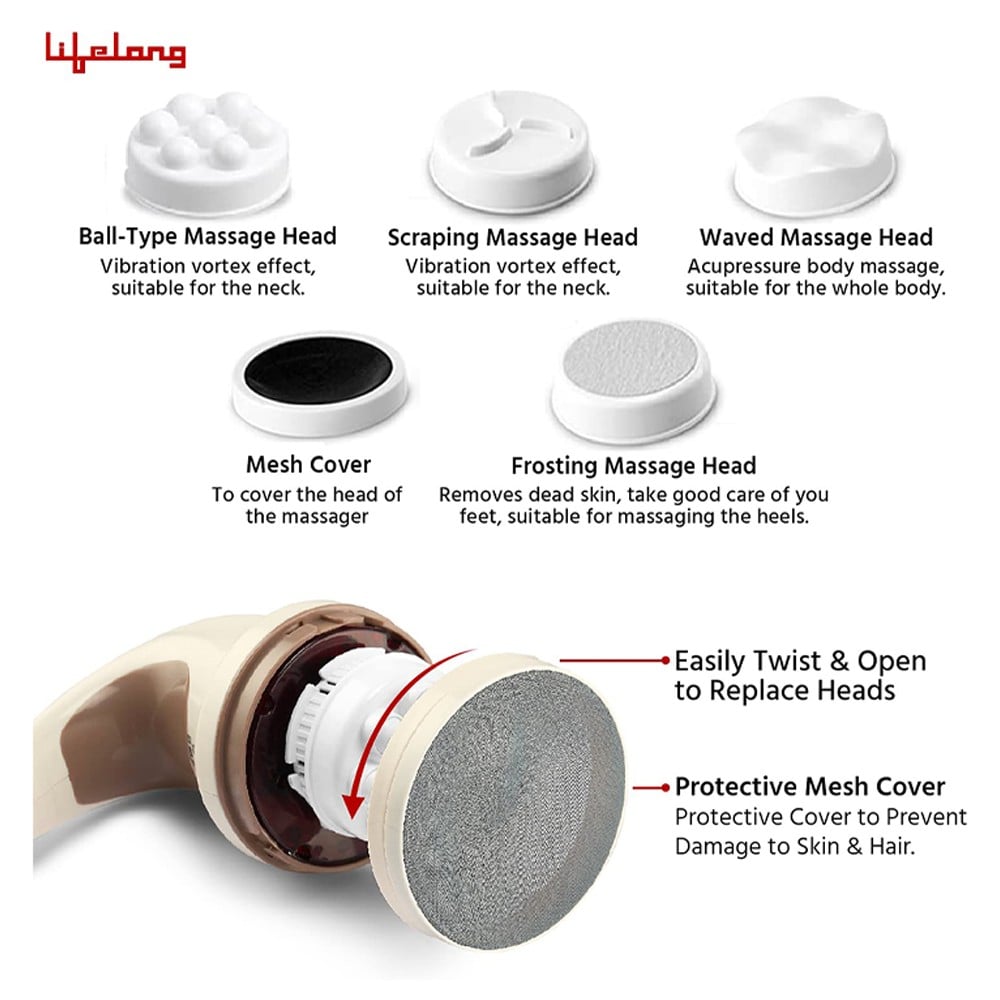 Lifelong
Ball-Type Massage Head
Vibration vortex effect,
suitable for the neck.
Scraping Massage Head
Vibration vortex effect,
suitable for the neck.
Waved Massage Head
Acupressure body massage,
suitable for the whole body.
Mesh Cover
To cover the head of
the massager
Frosting Massage Head
Removes dead skin, take good care of you
feet, suitable for massaging the heels.
Easily Twist & Open
to Replace Heads
Protective Mesh Cover
Protective Cover to Prevent
Damage to Skin & Hair.